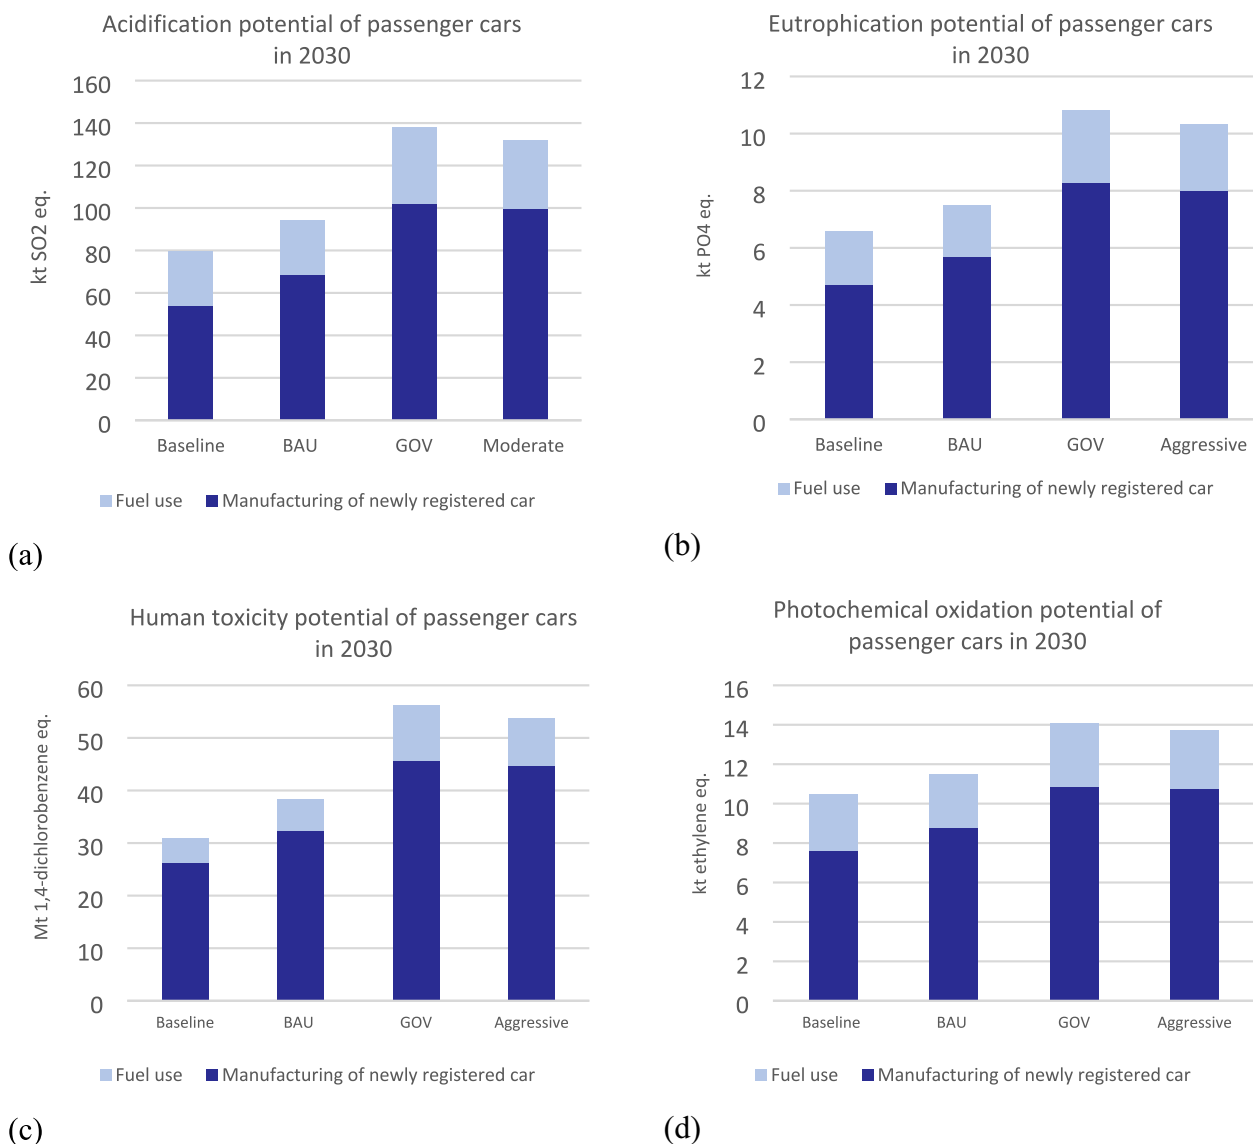 Acidification potential of passenger cars
in 2030
160
140
120
100
80
60
40
20
0
kt SO2 eq.
Baseline BAU GOV Moderate
Fuel use Manufacturing of newly registered car
(a)
Eutrophication potential of passenger cars
in 2030
12
10
8
6
4
2
0
kt PO4 eq.
Baseline BAU GOV Aggressive
Fuel use Manufacturing of newly registered car
(b)
Human toxicity potential of passenger cars
in 2030
60
50
40
30
20
10
0
Mt 1,4-dichlorobenzene eq.
Baseline BAU GOV Aggressive
Fuel use Manufacturing of newly registered car
(c)
Photochemical oxidation potential of
passenger cars in 2030
16
14
12
10
8
6
4
2
0
kt ethylene eq.
Baseline BAU GOV Aggressive
Fuel use Manufacturing of newly registered car
(d)